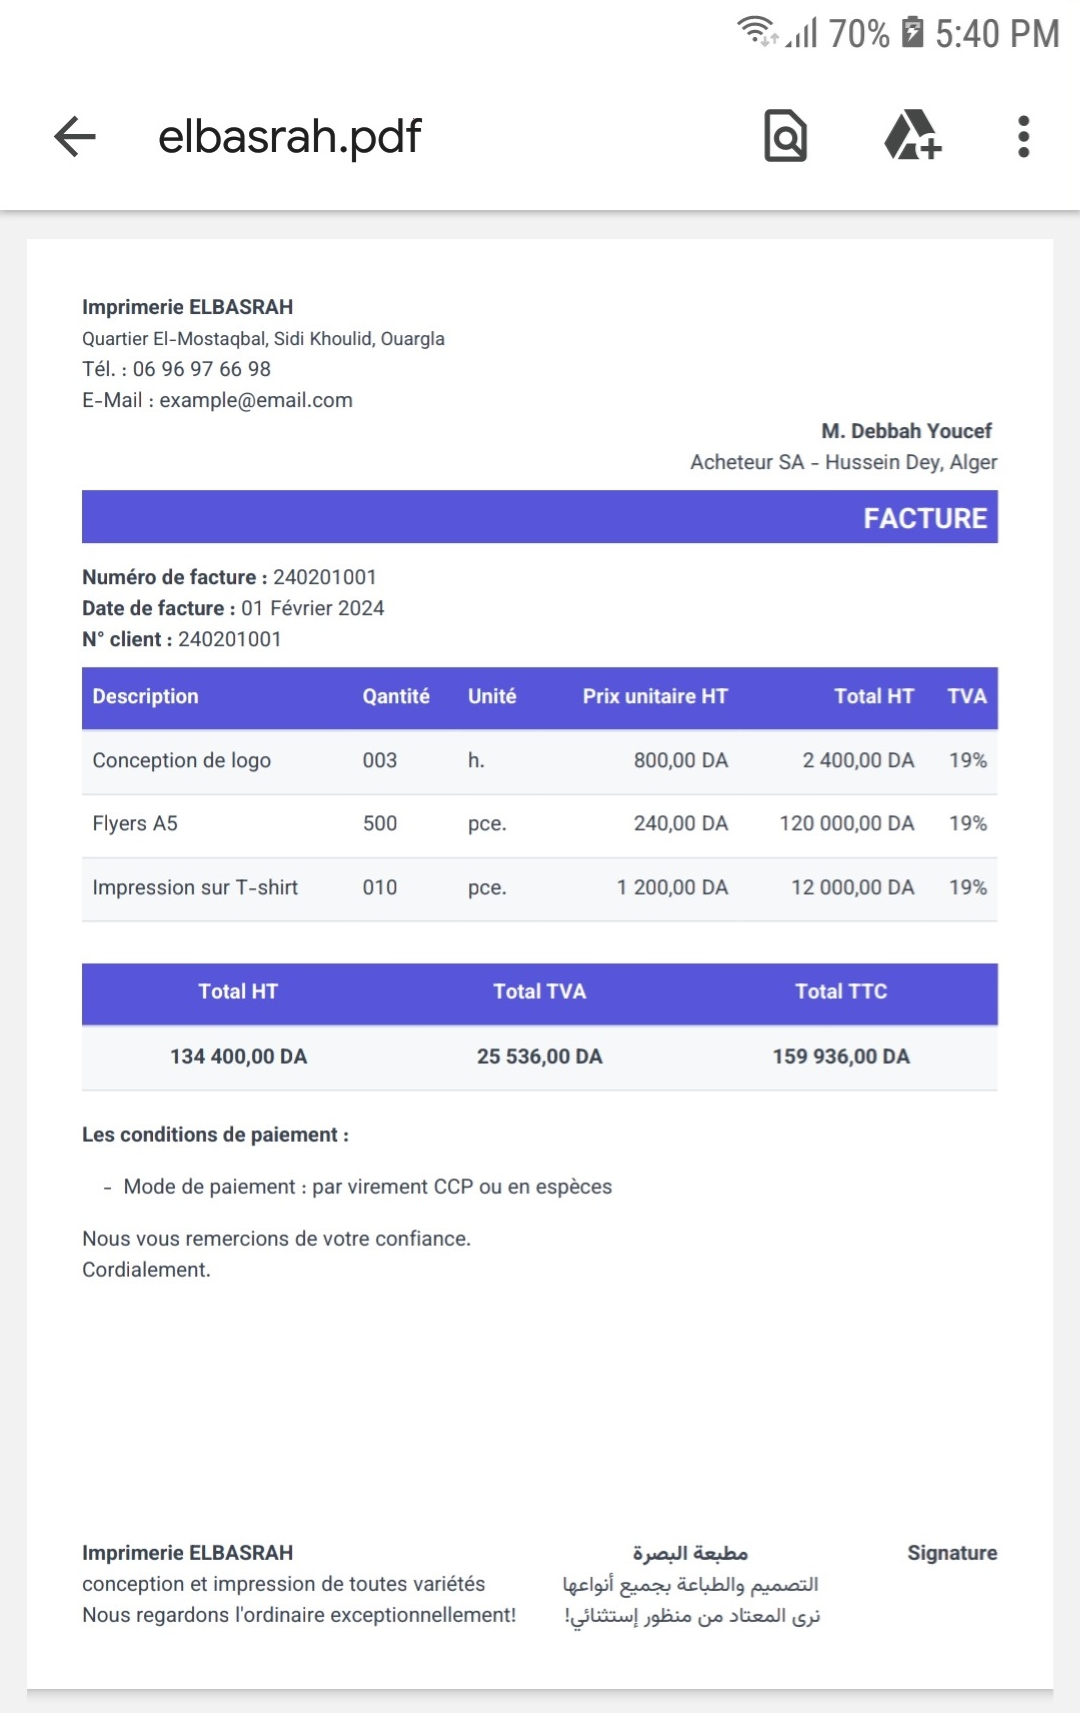 70% 5:40 PM
elbasrah.pdf
Imprimerie ELBASRAH
Quartier El-Mostaqbal, Sidi Khoulid, Ouargla
Tél. : 06 96 97 66 98
E-Mail : example@email.com
M. Debbah Youcef
Acheteur SA - Hussein Dey, Alger
FACTURE
Numéro de facture : 240201001
Date de facture : 01 Février 2024
N° client : 240201001
Description Qantité Unité Prix unitaire HT Total HT TVA
Conception de logo 003 h. 800,00 DA 2 400,00 DA 19%
Flyers A5 500 pce. 240,00 DA 120 000,00 DA 19%
Impression sur T-shirt 010 pce. 1 200,00 DA 12 000,00 DA 19%
Total HT Total TVA Total TTC
134 400,00 DA 25 536,00 DA 159 936,00 DA
Les conditions de paiement :
- Mode de paiement : par virement CCP ou en espèces
Nous vous remercions de votre confiance.
Cordialement.
Imprimerie ELBASRAH
conception et impression de toutes variétés
Nous regardons l'ordinaire exceptionnellement!
مطبعة البصرة
التصميم والطباعة بجميع أنواعها
نرى المعتاد من منظور إستثنائي!
Signature